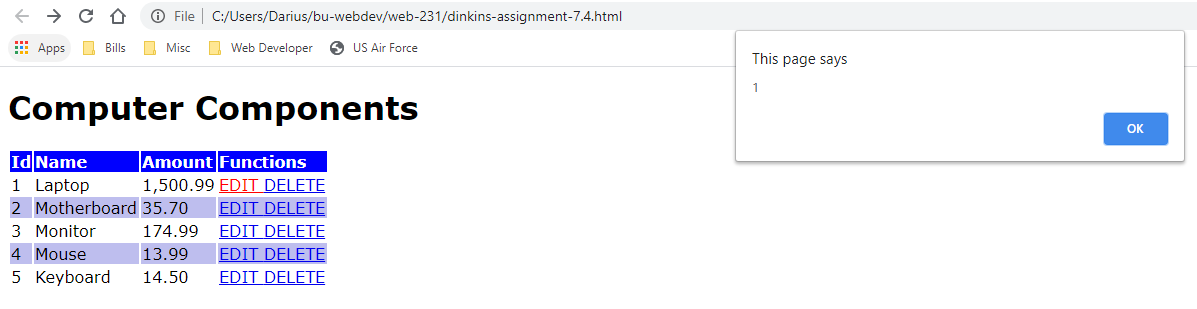 File C:/Users/Darius/bu-webdev/web-231/dinkins-assignment-7.4.html
Apps Bills Misc Web Developer US Air Force
This page says
1
OK
Computer Components
Id Name Amount Functions
1 Laptop 1,500.99 EDIT DELETE
2 Motherboard 35.70 EDIT DELETE
3 Monitor 174.99 EDIT DELETE
4 Mouse 13.99 EDIT DELETE
5 Keyboard 14.50 EDIT DELETE